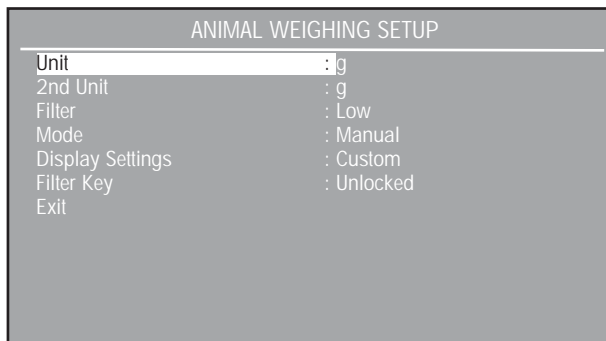 ANIMAL WEIGHING SETUP
Unit : g
2nd Unit : g
Filter : Low
Mode : Manual
Display Settings : Custom
Filter Key : Unlocked
Exit